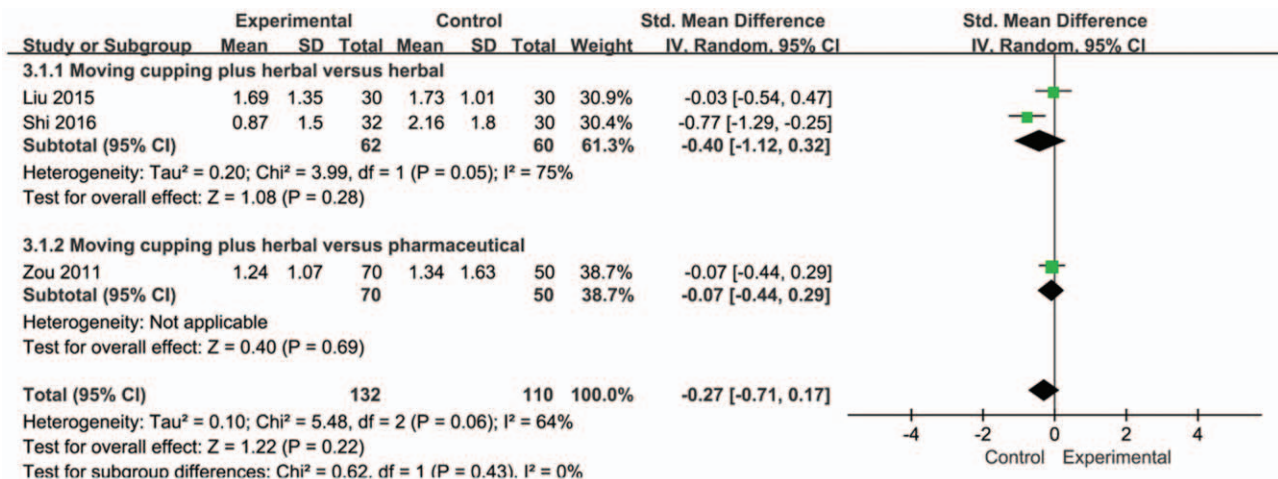 Experimental Control Std. Mean Difference Std. Mean Difference
Study or Subgroup Mean SD Total Mean SD Total Weight IV, Random, 95% CI IV, Random, 95% CI
3.1.1 Moving cupping plus herbal versus herbal
Liu 2015 1.69 1.35 30 1.73 1.01 30 30.9% -0.03 [-0.54, 0.47]
Shi 2016 0.87 1.5 32 2.16 1.8 30 30.4% -0.77 [-1.29, -0.25]
Subtotal (95% CI) 62 60 61.3% -0.40 [-1.12, 0.32]
Heterogeneity: Tau² = 0.20; Chi² = 3.99, df = 1 (P = 0.05); I² = 75%
Test for overall effect: Z = 1.08 (P = 0.28)
3.1.2 Moving cupping plus herbal versus pharmaceutical
Zou 2011 1.24 1.07 70 1.34 1.63 50 38.7% -0.07 [-0.44, 0.29]
Subtotal (95% CI) 70 50 38.7% -0.07 [-0.44, 0.29]
Heterogeneity: Not applicable
Test for overall effect: Z = 0.40 (P = 0.69)
Total (95% CI) 132 110 100.0% -0.27 [-0.71, 0.17]
Heterogeneity: Tau² = 0.10; Chi² = 5.48, df = 2 (P = 0.06); I² = 64%
Test for overall effect: Z = 1.22 (P = 0.22)
Test for subgroup differences: Chi² = 0.62, df = 1 (P = 0.43), I² = 0%
-4 -2 0 2 4
Control Experimental